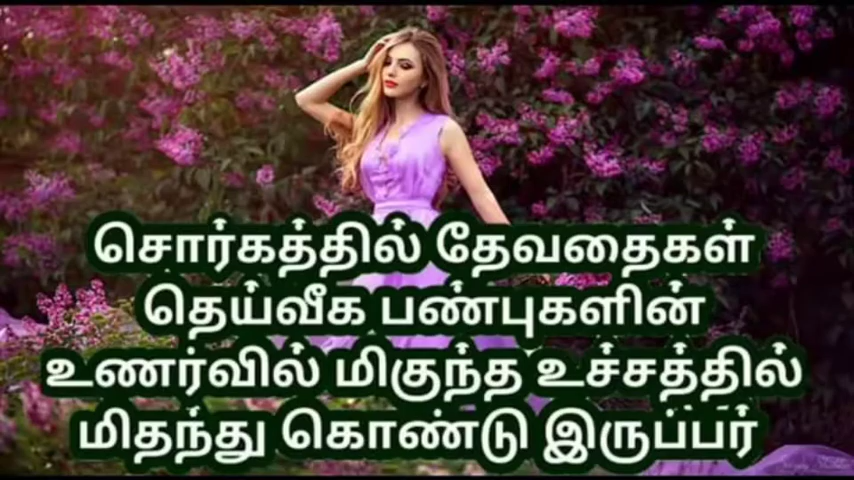 சொர்கத்தில் தேவதைகள்
தெய்வீக பண்புகளின்
உணர்வில் மிகுந்த உச்சத்தில்
மிதந்து கொண்டு இருப்பர்